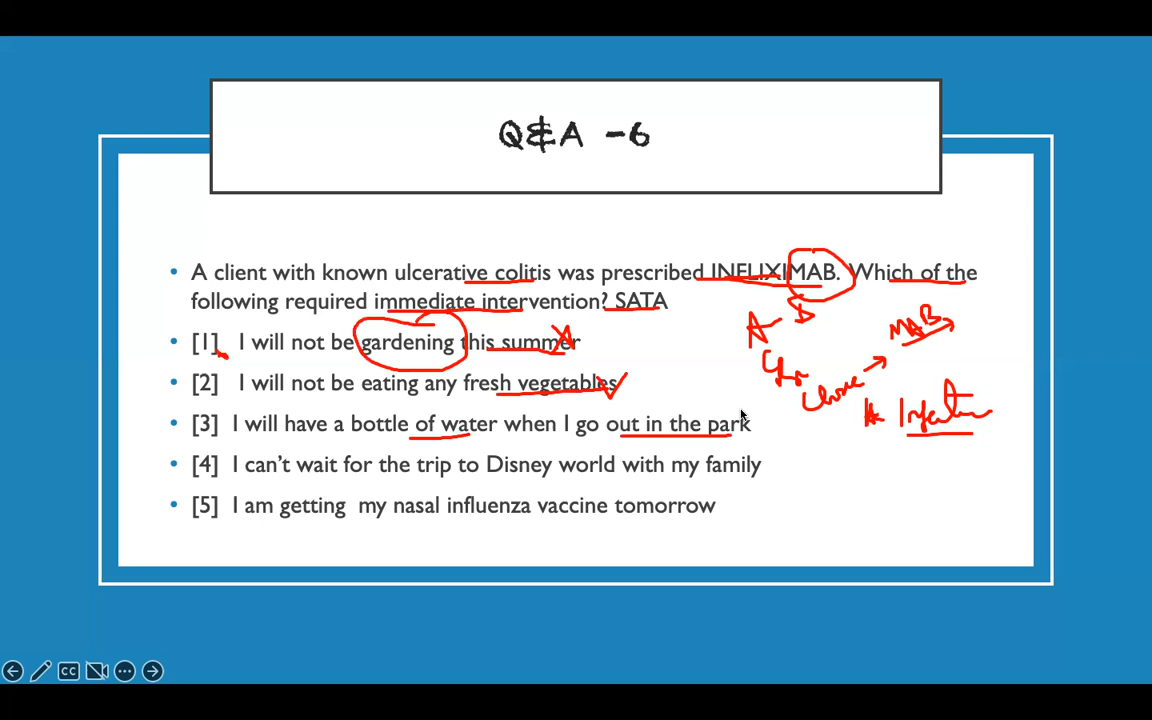 Q&A -6
• A client with known ulcerative colitis was prescribed INFLIXIMAB. Which of the
following required immediate intervention? SATA
• [1] I will not be gardening this summer
• [2] I will not be eating any fresh vegetables
• [3] I will have a bottle of water when I go out in the park
• [4] I can't wait for the trip to Disney world with my family
• [5] I am getting my nasal influenza vaccine tomorrow
MAB
CC